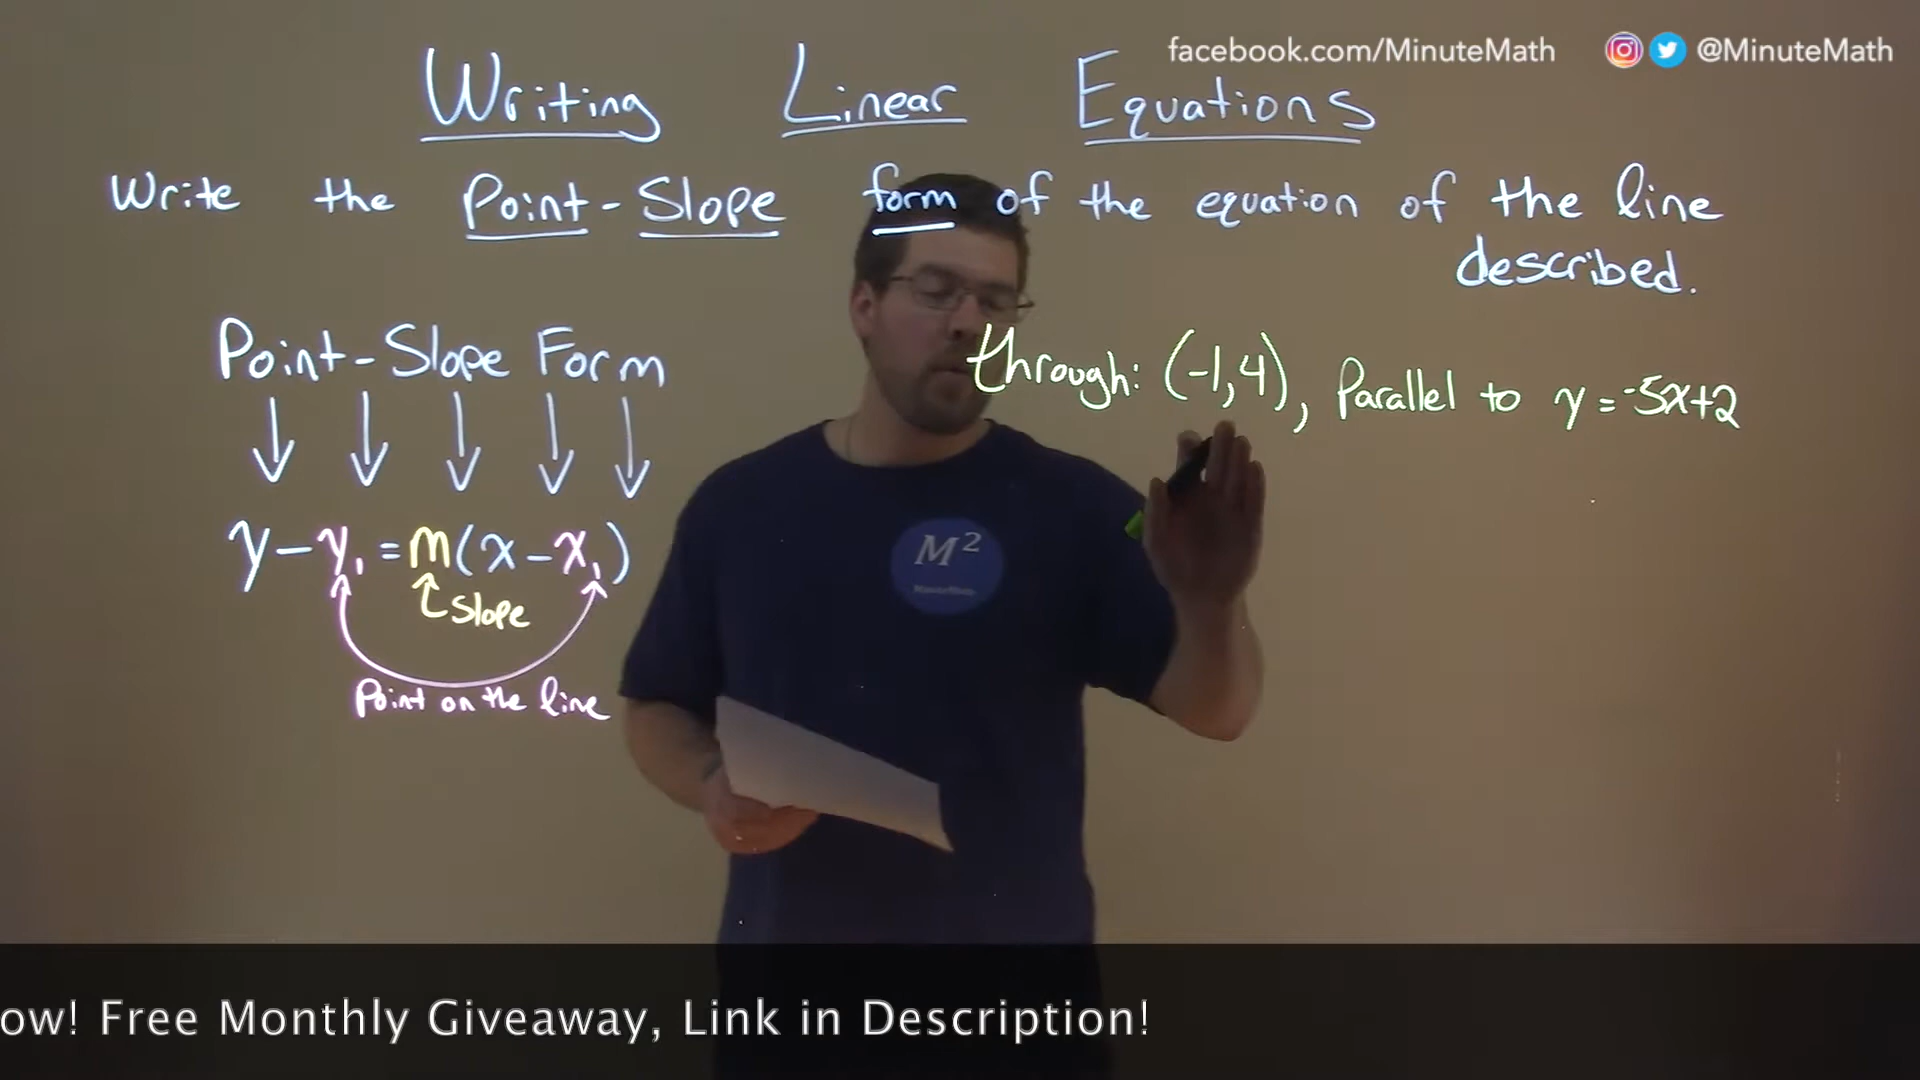 facebook.com/MinuteMath @MinuteMath
Writing Linear Equations
Write the Point-Slope form of the equation of the line
described.
Point-Slope Form
through: (-1,4), Parallel to y=-5x+2
y-y₁=m(x-x₁)
slope
Point on the line
M²
ow! Free Monthly Giveaway, Link in Description!